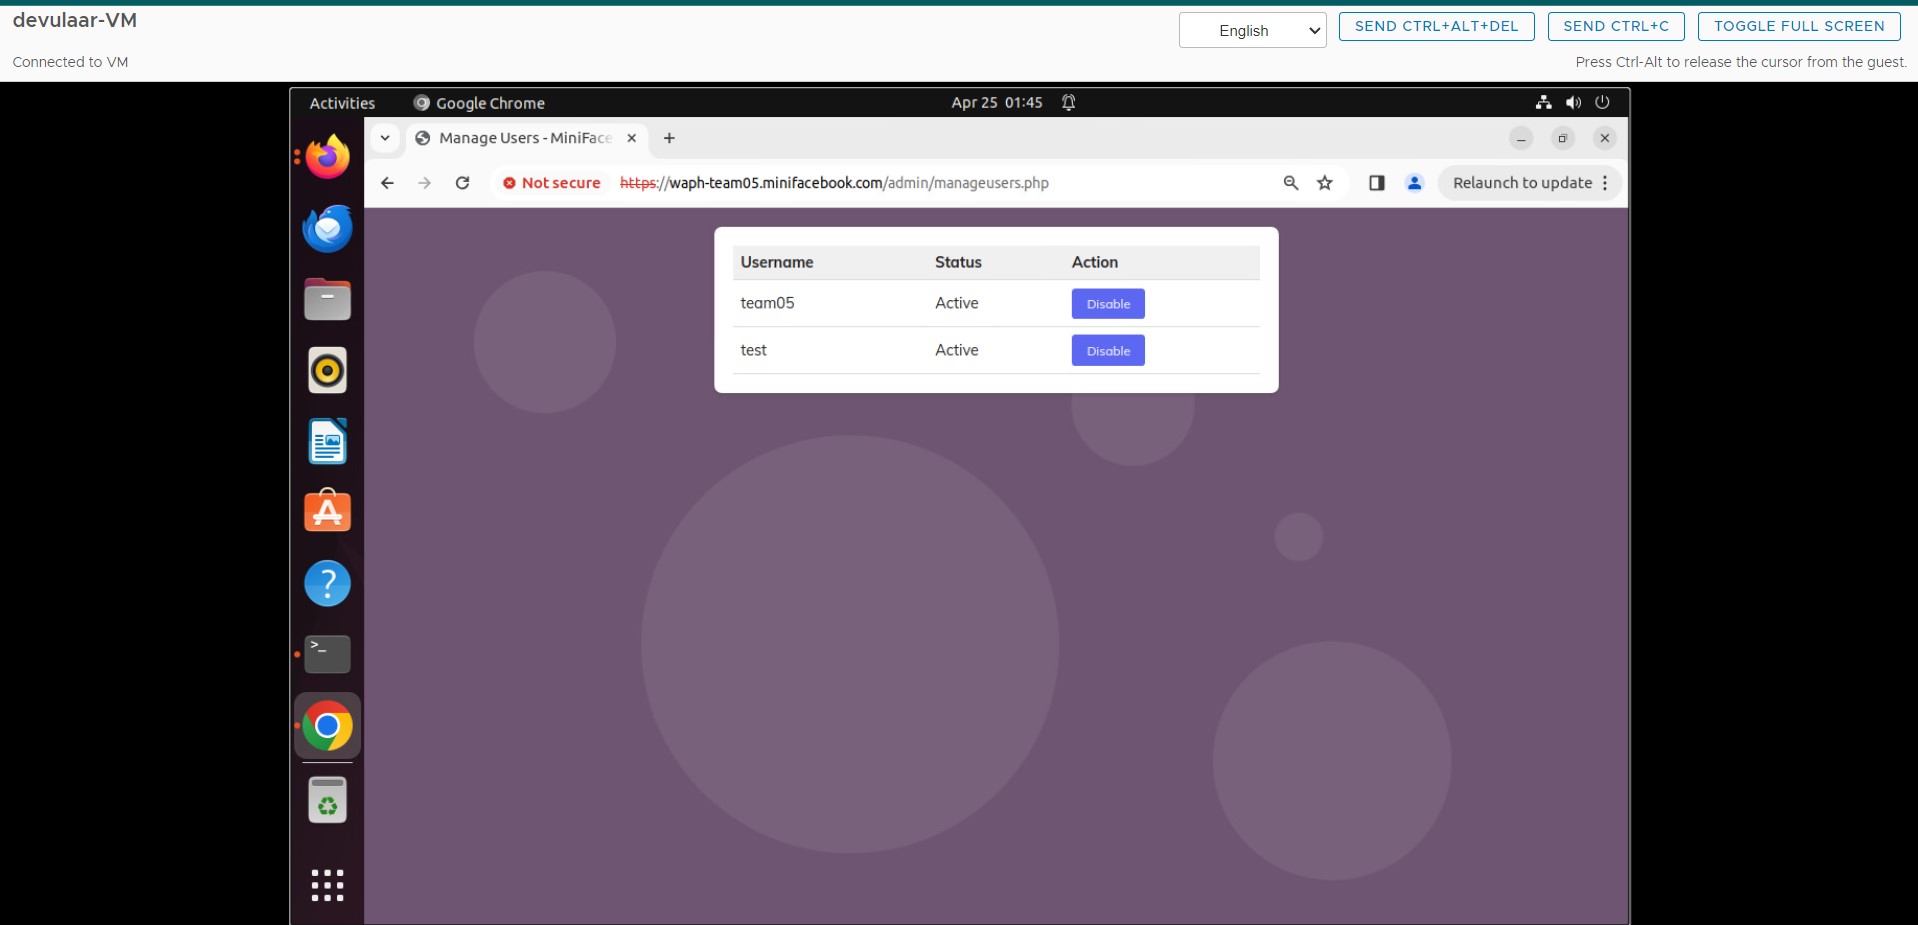 devulaar-VM
English
SEND CTRL+ALT+DEL
SEND CTRL+C
TOGGLE FULL SCREEN
Connected to VM
Press Ctrl-Alt to release the cursor from the guest.
Activities
Google Chrome
Apr 25 01:45
Manage Users - MiniFace
Not secure
https://waph-team05.minifacebook.com/admin/manageusers.php
Relaunch to update
Username Status Action
team05 Active Disable
test Active Disable